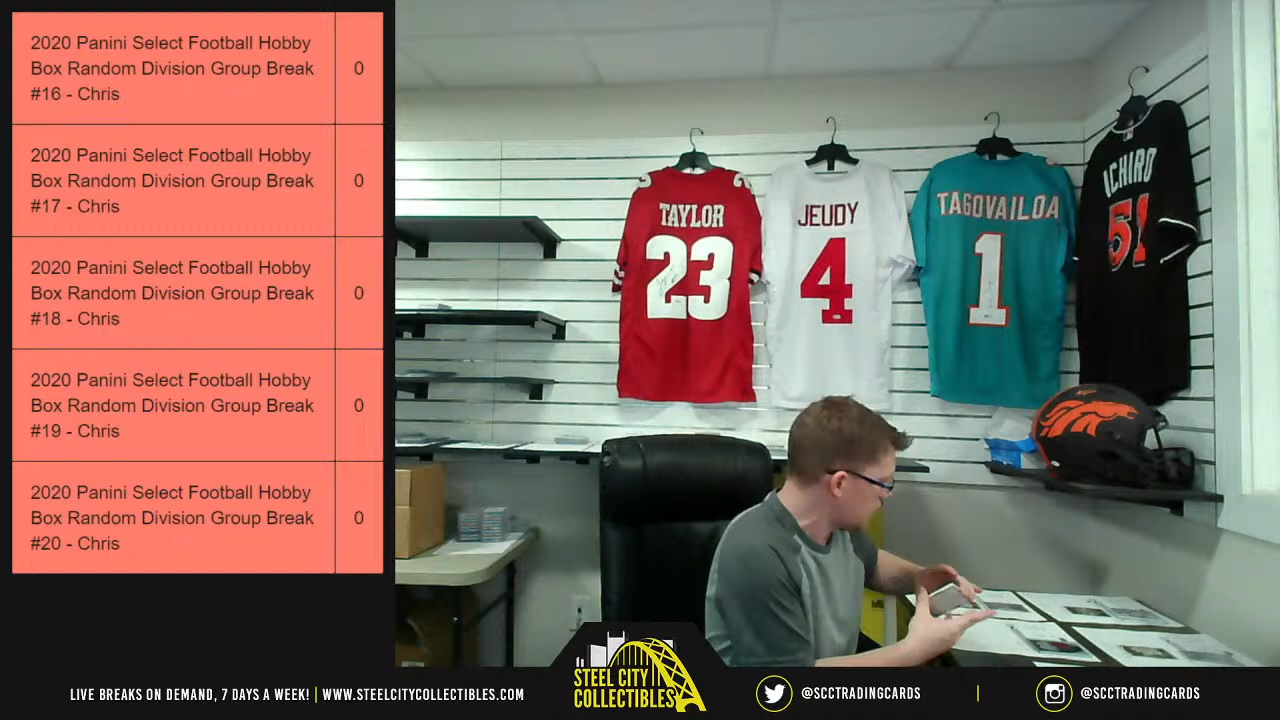 2020 Panini Select Football Hobby
Box Random Division Group Break
#16 - Chris
0
2020 Panini Select Football Hobby
Box Random Division Group Break
#17 - Chris
0
2020 Panini Select Football Hobby
Box Random Division Group Break
#18 - Chris
0
2020 Panini Select Football Hobby
Box Random Division Group Break
#19 - Chris
0
2020 Panini Select Football Hobby
Box Random Division Group Break
#20 - Chris
0
TAYLOR
23
JEUDY
4
TAGOVAILOA
1
ICHIRO
51
LIVE BREAKS ON DEMAND, 7 DAYS A WEEK! | WWW.STEELCITYCOLLECTIBLES.COM
STEEL CITY
COLLECTIBLES
@SCCTRADINGCARDS
|
@SCCTRADINGCARDS